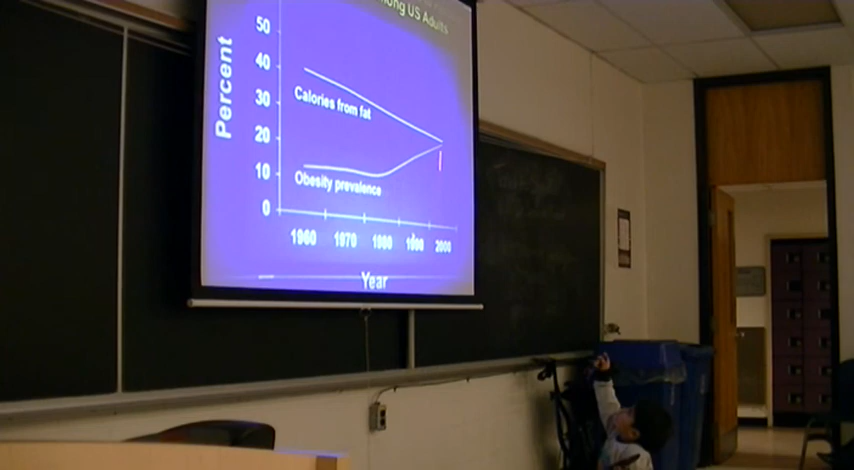 mong US Adults
Percent
50
40
30
20
10
0
Calories from fat
Obesity prevalence
1960 1970 1980 1990 2000
Year